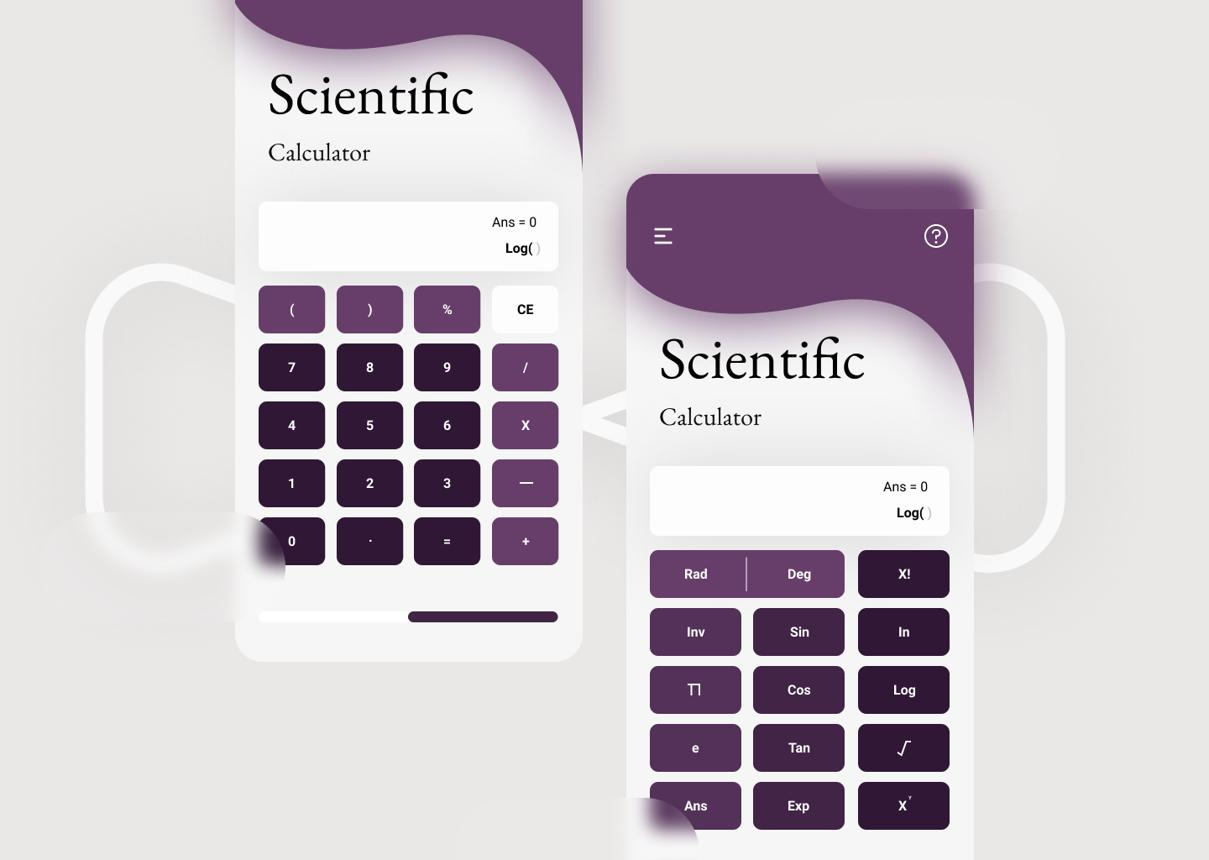 Scientific
Calculator
Ans = 0
Log( )
( ) % CE
7 8 9 /
4 5 6 X
1 2 3 —
0 · = +
Scientific
Calculator
Ans = 0
Log( )
Rad Deg X!
Inv Sin In
π Cos Log
e Tan √
Ans Exp Xʸ